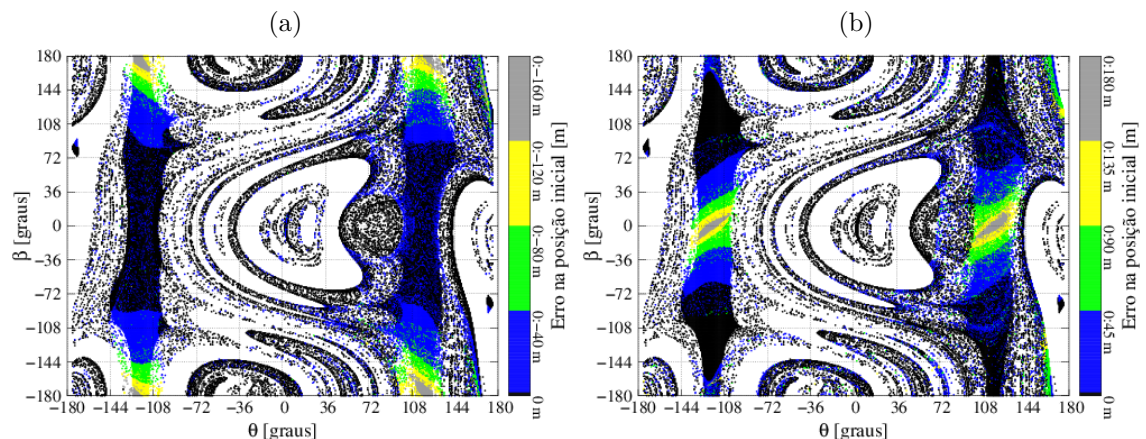 (a)
(b)
180
144
108
72
36
0
−36
−72
−108
−144
−180
β [graus]
−180 −144 −108 −72 −36 0 36 72 108 144 180
θ [graus]
0:−160 m
0:−120 m
0:−80 m
0:−40 m
0 m
Erro na posição inicial [m]
180
144
108
72
36
0
−36
−72
−108
−144
−180
β [graus]
−180 −144 −108 −72 −36 0 36 72 108 144 180
θ [graus]
0:180 m
0:135 m
0:90 m
0:45 m
0 m
Erro na posição inicial [m]